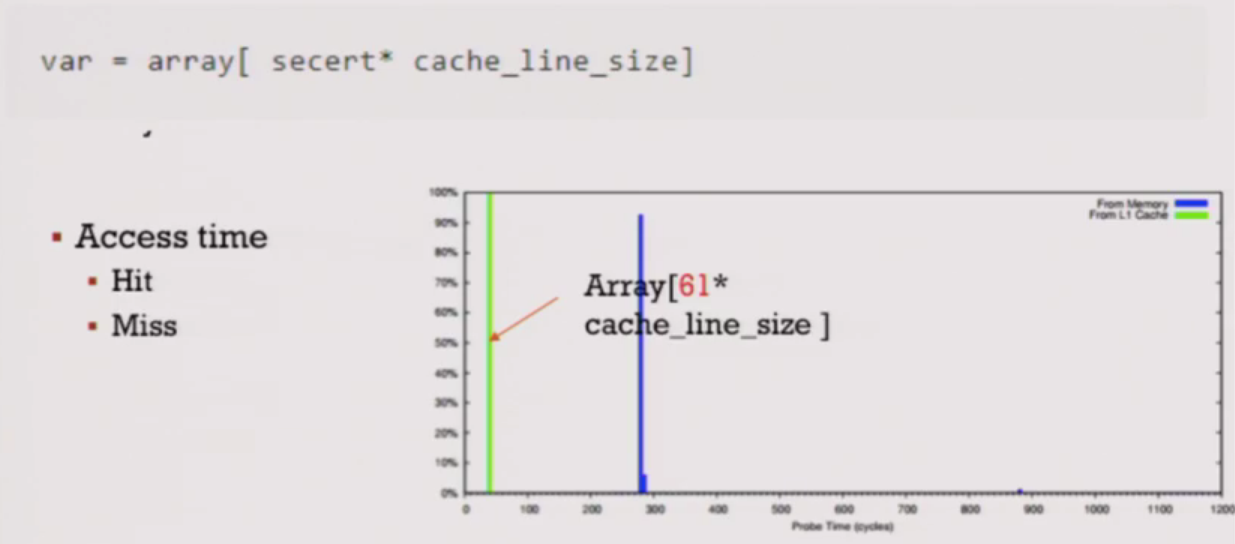 var = array[ secert* cache_line_size]
Access time
Hit
Miss
100%
90%
80%
70%
60%
50%
40%
30%
20%
10%
0%
From Memory
From L1 Cache
Array[61*
cache_line_size ]
0 100 200 300 400 500 600 700 800 900 1000 1100 1200
Probe Time (cycles)